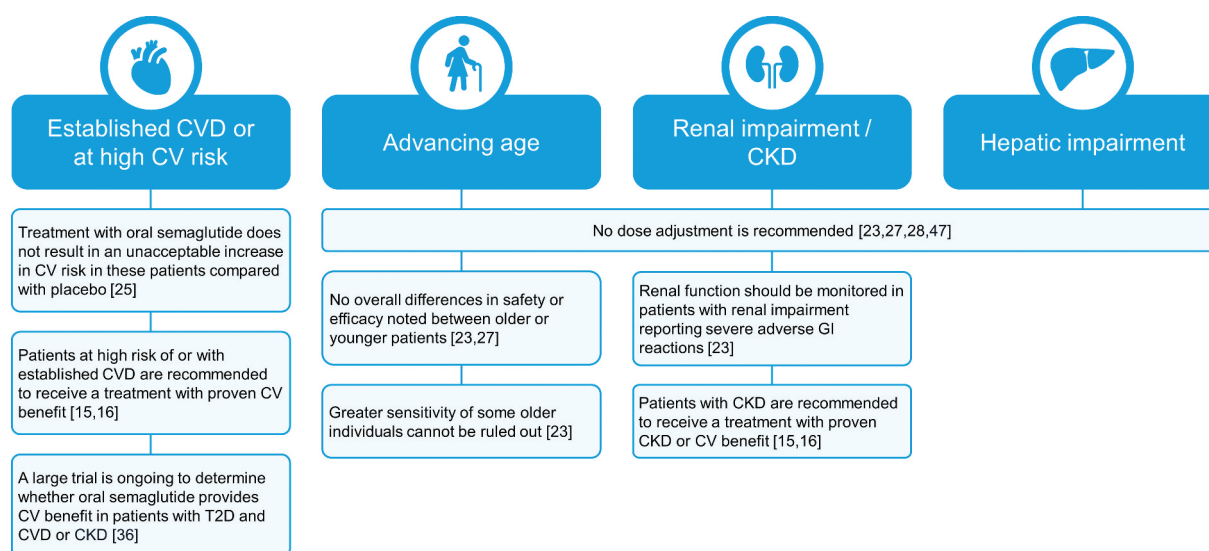 Established CVD or
at high CV risk
Advancing age
Renal impairment /
CKD
Hepatic impairment
Treatment with oral semaglutide does
not result in an unacceptable increase
in CV risk in these patients compared
with placebo [25]
Patients at high risk of or with
established CVD are recommended
to receive a treatment with proven CV
benefit [15,16]
A large trial is ongoing to determine
whether oral semaglutide provides
CV benefit in patients with T2D and
CVD or CKD [36]
No dose adjustment is recommended [23,27,28,47]
No overall differences in safety or
efficacy noted between older or
younger patients [23,27]
Greater sensitivity of some older
individuals cannot be ruled out [23]
Renal function should be monitored in
patients with renal impairment
reporting severe adverse GI
reactions [23]
Patients with CKD are recommended
to receive a treatment with proven
CKD or CV benefit [15,16]